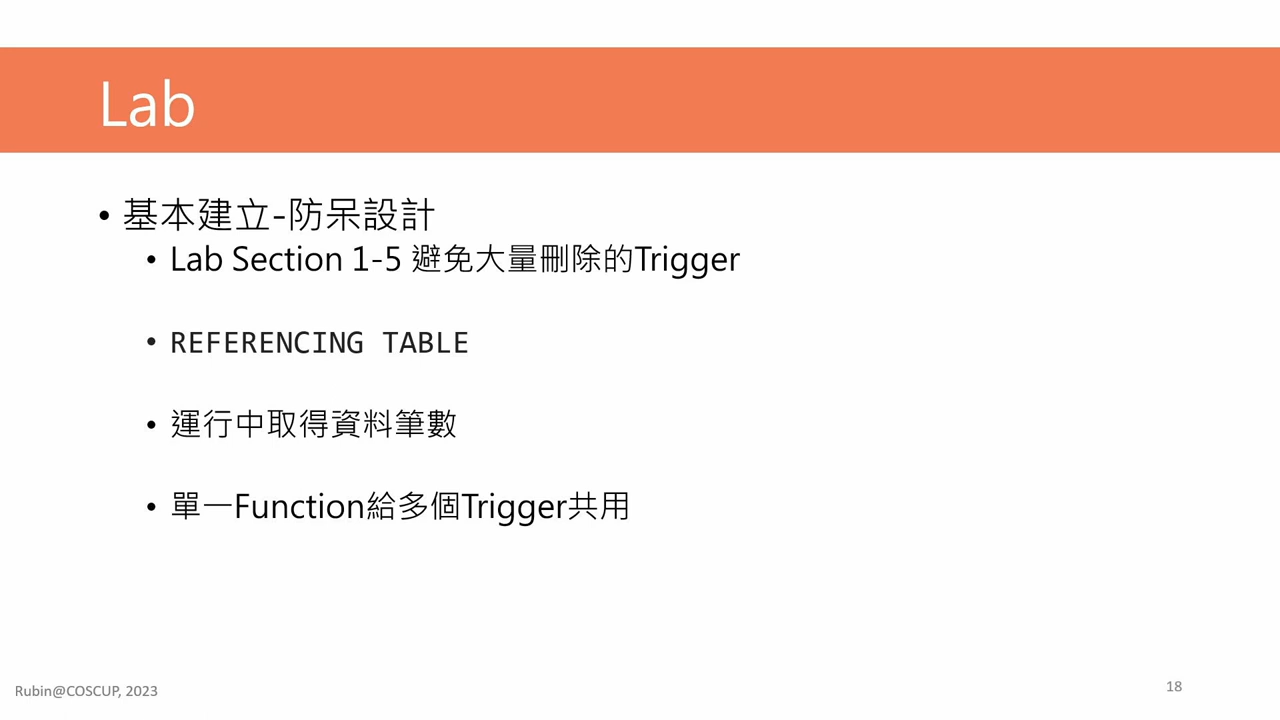 Lab
• 基本建立-防呆設計
• Lab Section 1-5 避免大量刪除的Trigger
• REFERENCING TABLE
• 運行中取得資料筆數
• 單一Function給多個Trigger共用
Rubin@COSCUP, 2023
18